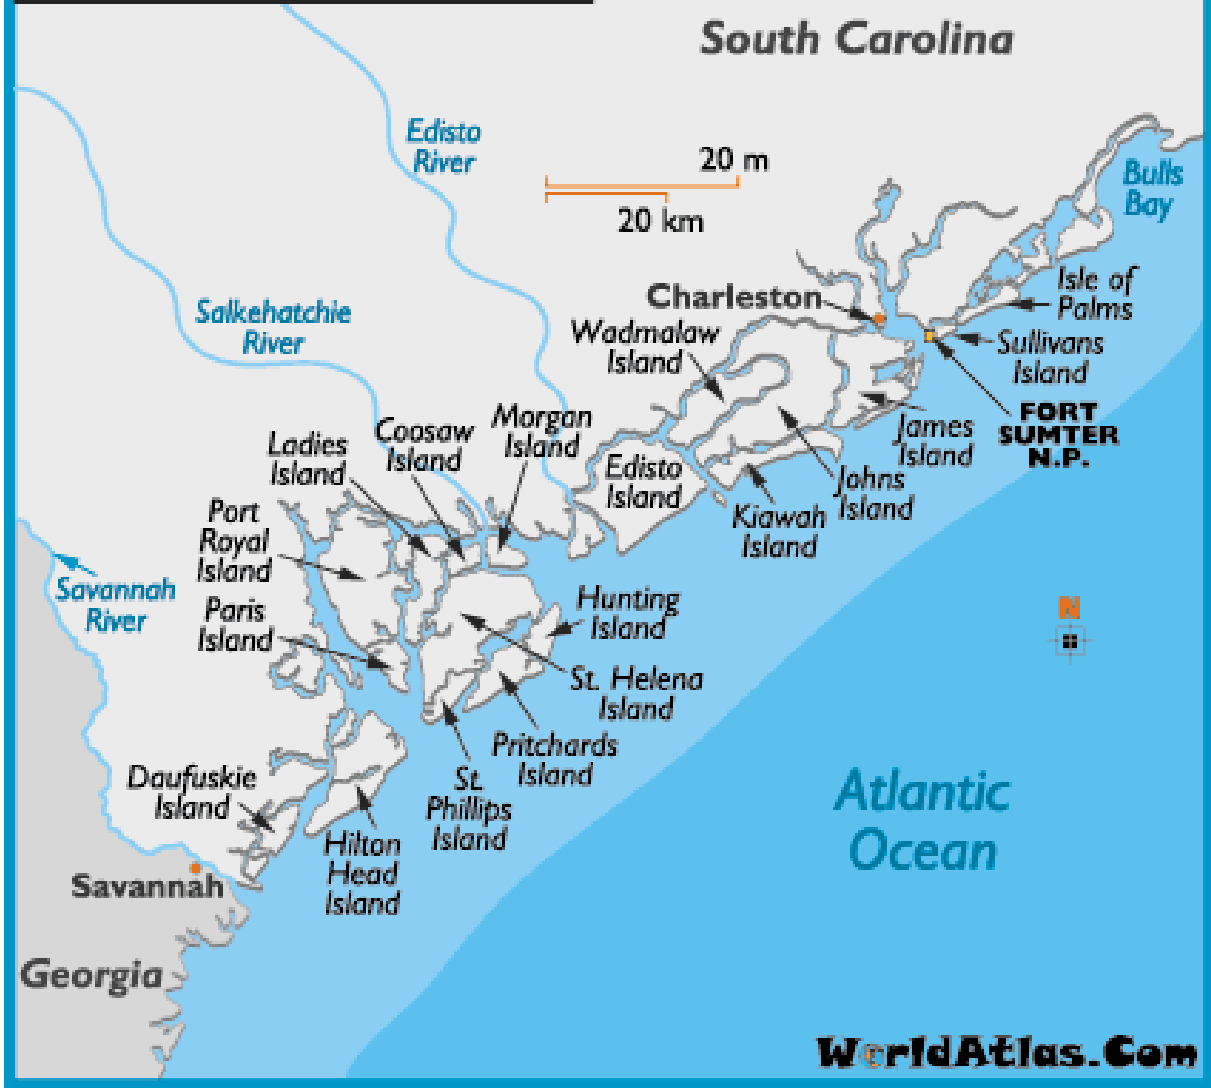 South Carolina
Edisto
River
20 m
20 km
Bulls
Bay
Isle of
Palms
Charleston
Salkehatchie
River
Wadmalaw
Island
Sullivans
Island
FORT
SUMTER
N.P.
James
Island
Morgan
Island
Coosaw
Island
Ladies
Island
Edisto
Island
Johns
Island
Kiawah
Island
Port
Royal
Island
Savannah
River
Paris
Island
Hunting
Island
N
St. Helena
Island
Pritchards
Island
St.
Phillips
Island
Daufuskie
Island
Hilton
Head
Island
Atlantic
Ocean
Savannah
Georgia
WorldAtlas.Com